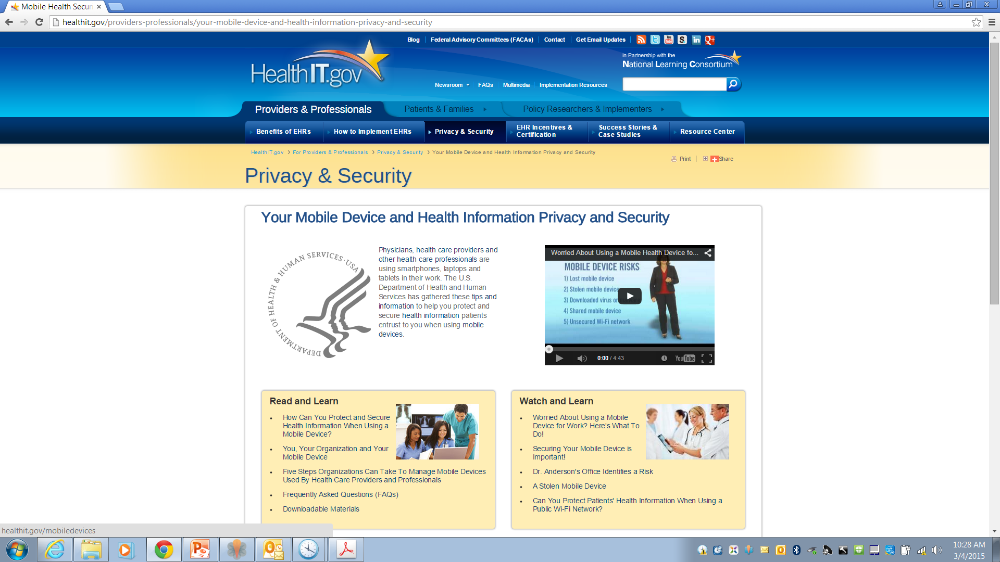 Mobile Health Secur
healthit.gov/providers-professionals/your-mobile-device-and-health-information-privacy-and-security
Blog Federal Advisory Committees (FACAs) Contact Get Email Updates
HealthIT.gov
in Partnership with the
National Learning Consortium
Newsroom FAQs Multimedia Implementation Resources
Providers & Professionals Patients & Families Policy Researchers & Implementers
Benefits of EHRs How to Implement EHRs Privacy & Security EHR Incentives & Certification Success Stories & Case Studies Resource Center
HealthIT.gov > For Providers & Professionals > Privacy & Security > Your Mobile Device and Health Information Privacy and Security
Print | Share
Privacy & Security
Your Mobile Device and Health Information Privacy and Security
DEPARTMENT OF HEALTH & HUMAN SERVICES · USA
Physicians, health care providers and
other health care professionals are
using smartphones, laptops and
tablets in their work. The U.S.
Department of Health and Human
Services has gathered these tips and
information to help you protect and
secure health information patients
entrust to you when using mobile
devices.
Worried About Using a Mobile Health Device fo...
MOBILE DEVICE RISKS
1) Lost mobile device
2) Stolen mobile device
3) Downloaded virus or
4) Shared mobile device
5) Unsecured Wi-Fi network
0:00 / 4:43 YouTube
Read and Learn
• How Can You Protect and Secure
Health Information When Using a
Mobile Device?
• You, Your Organization and Your
Mobile Device
• Five Steps Organizations Can Take To Manage Mobile Devices
Used By Health Care Providers and Professionals
• Frequently Asked Questions (FAQs)
• Downloadable Materials
Watch and Learn
• Worried About Using a Mobile
Device for Work? Here's What To
Do!
• Securing Your Mobile Device is
Important!
• Dr. Anderson's Office Identifies a Risk
• A Stolen Mobile Device
• Can You Protect Patients' Health Information When Using a
Public Wi-Fi Network?
healthit.gov/mobiledevices
10:28 AM
3/4/2015